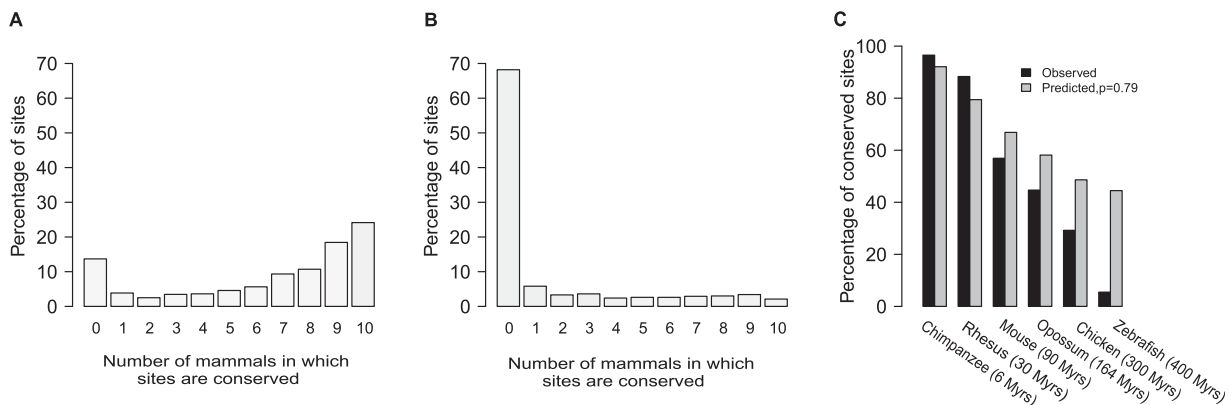 A
Percentage of sites
70
60
50
40
30
20
10
0
0 1 2 3 4 5 6 7 8 9 10
Number of mammals in which
sites are conserved
B
Percentage of sites
70
60
50
40
30
20
10
0
0 1 2 3 4 5 6 7 8 9 10
Number of mammals in which
sites are conserved
C
Percentage of conserved sites
100
80
60
40
20
0
Observed
Predicted,p=0.79
Chimpanzee (6 Myrs)
Rhesus (30 Myrs)
Mouse (90 Myrs)
Opossum (164 Myrs)
Chicken (300 Myrs)
Zebrafish (400 Myrs)